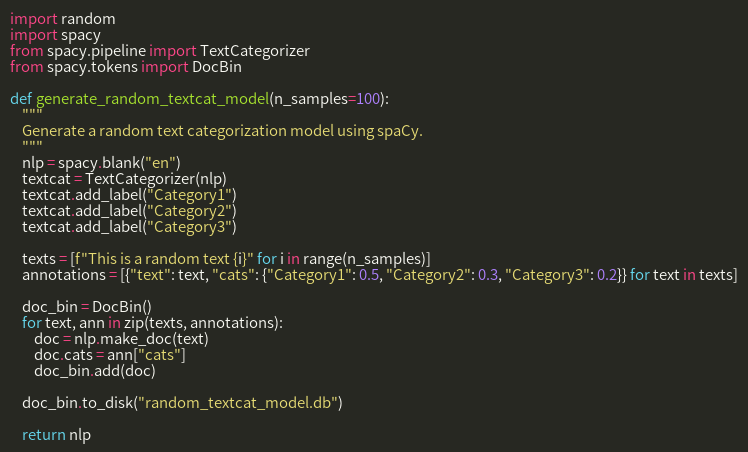 import random
import spacy
from spacy.pipeline import TextCategorizer
from spacy.tokens import DocBin

def generate_random_textcat_model(n_samples=100):
    """
    Generate a random text categorization model using spaCy.
    """
    nlp = spacy.blank("en")
    textcat = TextCategorizer(nlp)
    textcat.add_label("Category1")
    textcat.add_label("Category2")
    textcat.add_label("Category3")

    texts = [f"This is a random text {i}" for i in range(n_samples)]
    annotations = [{"text": text, "cats": {"Category1": 0.5, "Category2": 0.3, "Category3": 0.2}} for text in texts]

    doc_bin = DocBin()
    for text, ann in zip(texts, annotations):
        doc = nlp.make_doc(text)
        doc.cats = ann["cats"]
        doc_bin.add(doc)

    doc_bin.to_disk("random_textcat_model.db")

    return nlp